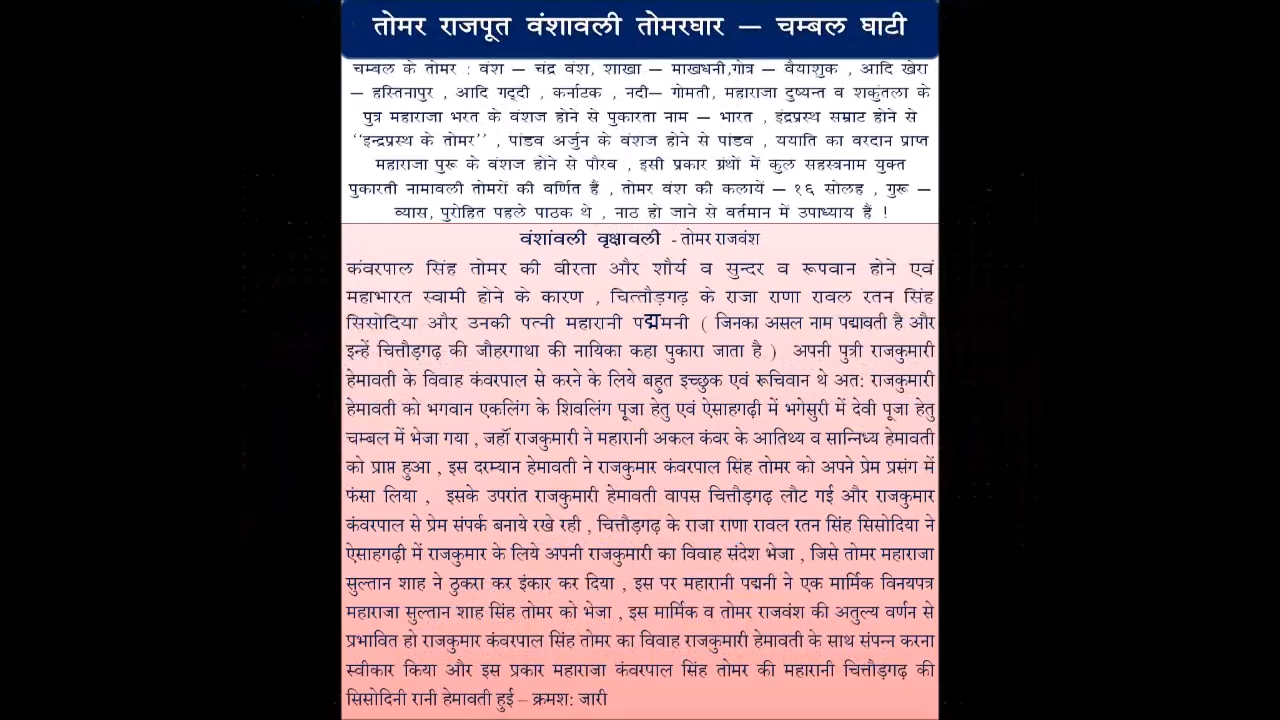 तोमर राजपूत वंशावली तोमरघार – चम्बल घाटी
चम्बल के तोमर : वंश – चंद्र वंश, शाखा – माखधनी,गोत्र – वैयाशुक , आदि खेरा
– हस्तिनापुर , आदि गद्दी , कर्नाटक , नदी– गोमती, महाराजा दुष्यन्त व शकुंतला के
पुत्र महाराजा भरत के वंशज होने से पुकारता नाम – भारत , इंद्रप्रस्थ सम्राट होने से
‘‘इन्द्रप्रस्थ के तोमर’’ , पांडव अर्जुन के वंशज होने से पांडव , ययाति का वरदान प्राप्त
महाराजा पुरू के वंशज होने से पौरव , इसी प्रकार ग्रंथों में कुल सहस्त्रनाम युक्त
पुकारती नामावली तोमरों की वर्णित हैं , तोमर वंश की कलायें – १६ सोलह , गुरू –
व्यास, पुरोहित पहले पाठक थे , नाठ हो जाने से वर्तमान में उपाध्याय हैं !
वंशांवली वृक्षावली - तोमर राजवंश
कंवरपाल सिंह तोमर की वीरता और शौर्य व सुन्दर व रूपवान होने एवं
महाभारत स्वामी होने के कारण , चित्तौड़गढ़ के राजा राणा रावल रतन सिंह
सिसोदिया और उनकी पत्नी महारानी पद्ममनी ( जिनका असल नाम पद्मावती है और
इन्हें चित्तौड़गढ़ की जौहरगाथा की नायिका कहा पुकारा जाता है ) अपनी पुत्री राजकुमारी
हेमावती के विवाह कंवरपाल से करने के लिये बहुत इच्छुक एवं रूचिवान थे अत: राजकुमारी
हेमावती को भगवान एकलिंग के शिवलिंग पूजा हेतु एवं ऐसाहगढ़ी में भगेसुरी में देवी पूजा हेतु
चम्बल में भेजा गया , जहॉं राजकुमारी ने महारानी अकल कंवर के आतिथ्य व सान्निध्य हेमावती
को प्राप्त हुआ , इस दरम्यान हेमावती ने राजकुमार कंवरपाल सिंह तोमर को अपने प्रेम प्रसंग में
फंसा लिया , इसके उपरांत राजकुमारी हेमावती वापस चित्तौड़गढ़ लौट गई और राजकुमार
कंवरपाल से प्रेम संपर्क बनाये रखे रही , चित्तौड़गढ़ के राजा राणा रावल रतन सिंह सिसोदिया ने
ऐसाहगढ़ी में राजकुमार के लिये अपनी राजकुमारी का विवाह संदेश भेजा , जिसे तोमर महाराजा
सुल्तान शाह ने ठुकरा कर इंकार कर दिया , इस पर महारानी पद्मनी ने एक मार्मिक विनयपत्र
महाराजा सुल्तान शाह सिंह तोमर को भेजा , इस मार्मिक व तोमर राजवंश की अतुल्य वर्णन से
प्रभावित हो राजकुमार कंवरपाल सिंह तोमर का विवाह राजकुमारी हेमावती के साथ संपन्न करना
स्वीकार किया और इस प्रकार महाराजा कंवरपाल सिंह तोमर की महारानी चित्तौड़गढ़ की
सिसोदिनी रानी हेमावती हुई – क्रमश: जारी